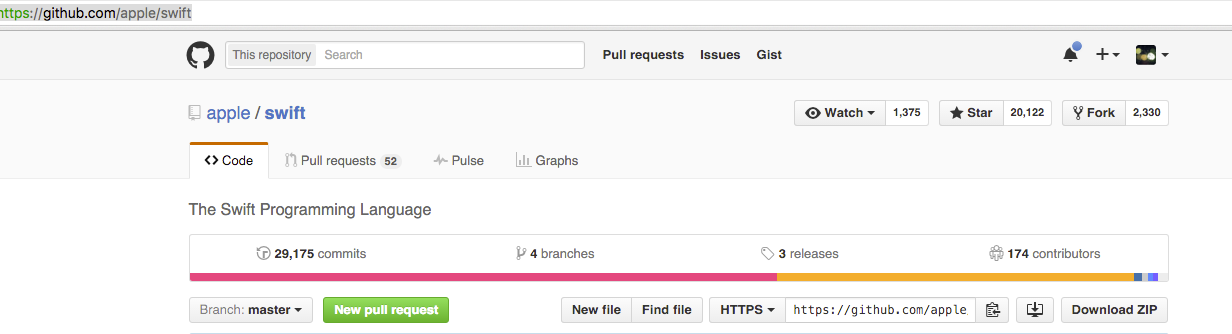 https://github.com/apple/swift
This repository Search Pull requests Issues Gist
apple / swift Watch 1,375 Star 20,122 Fork 2,330
Code Pull requests 52 Pulse Graphs
The Swift Programming Language
29,175 commits 4 branches 3 releases 174 contributors
Branch: master New pull request New file Find file HTTPS https://github.com/apple Download ZIP